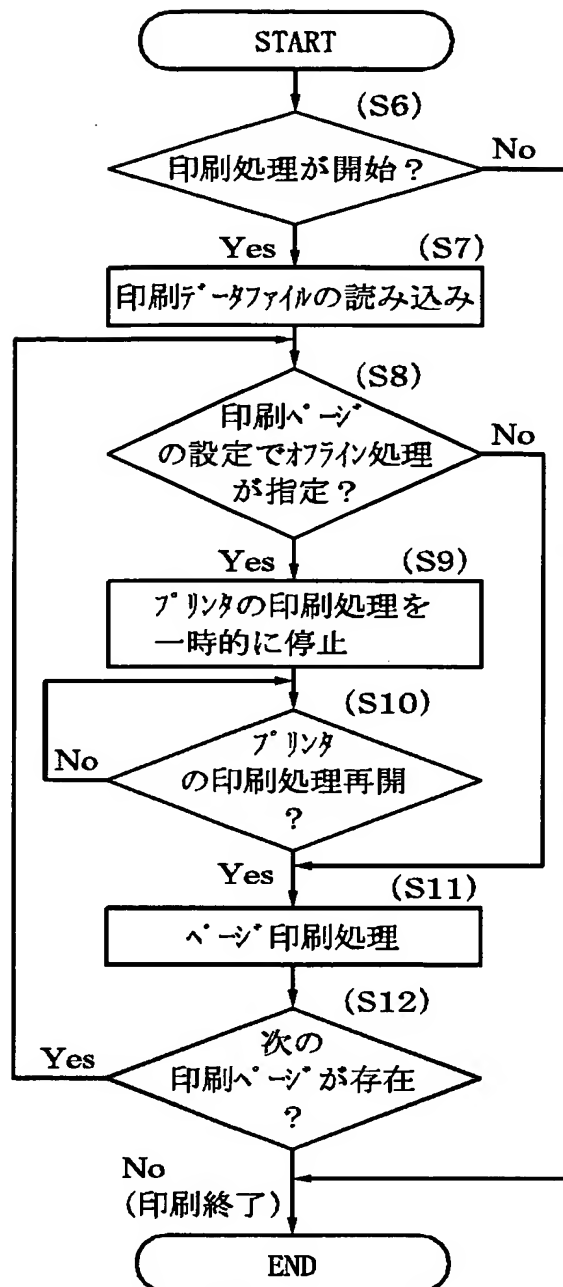 START
(S6)
印刷処理が開始？
No
Yes
(S7)
印刷ﾃﾞｰﾀﾌｧｲﾙの読み込み
(S8)
印刷ﾍﾟｰｼﾞ
の設定でｵﾌﾗｲﾝ処理
が指定？
No
Yes
(S9)
ﾌﾟﾘﾝﾀの印刷処理を
一時的に停止
(S10)
ﾌﾟﾘﾝﾀ
の印刷処理再開
？
No
Yes
(S11)
ﾍﾟｰｼﾞ印刷処理
(S12)
次の
印刷ﾍﾟｰｼﾞが存在
？
Yes
No
(印刷終了)
END